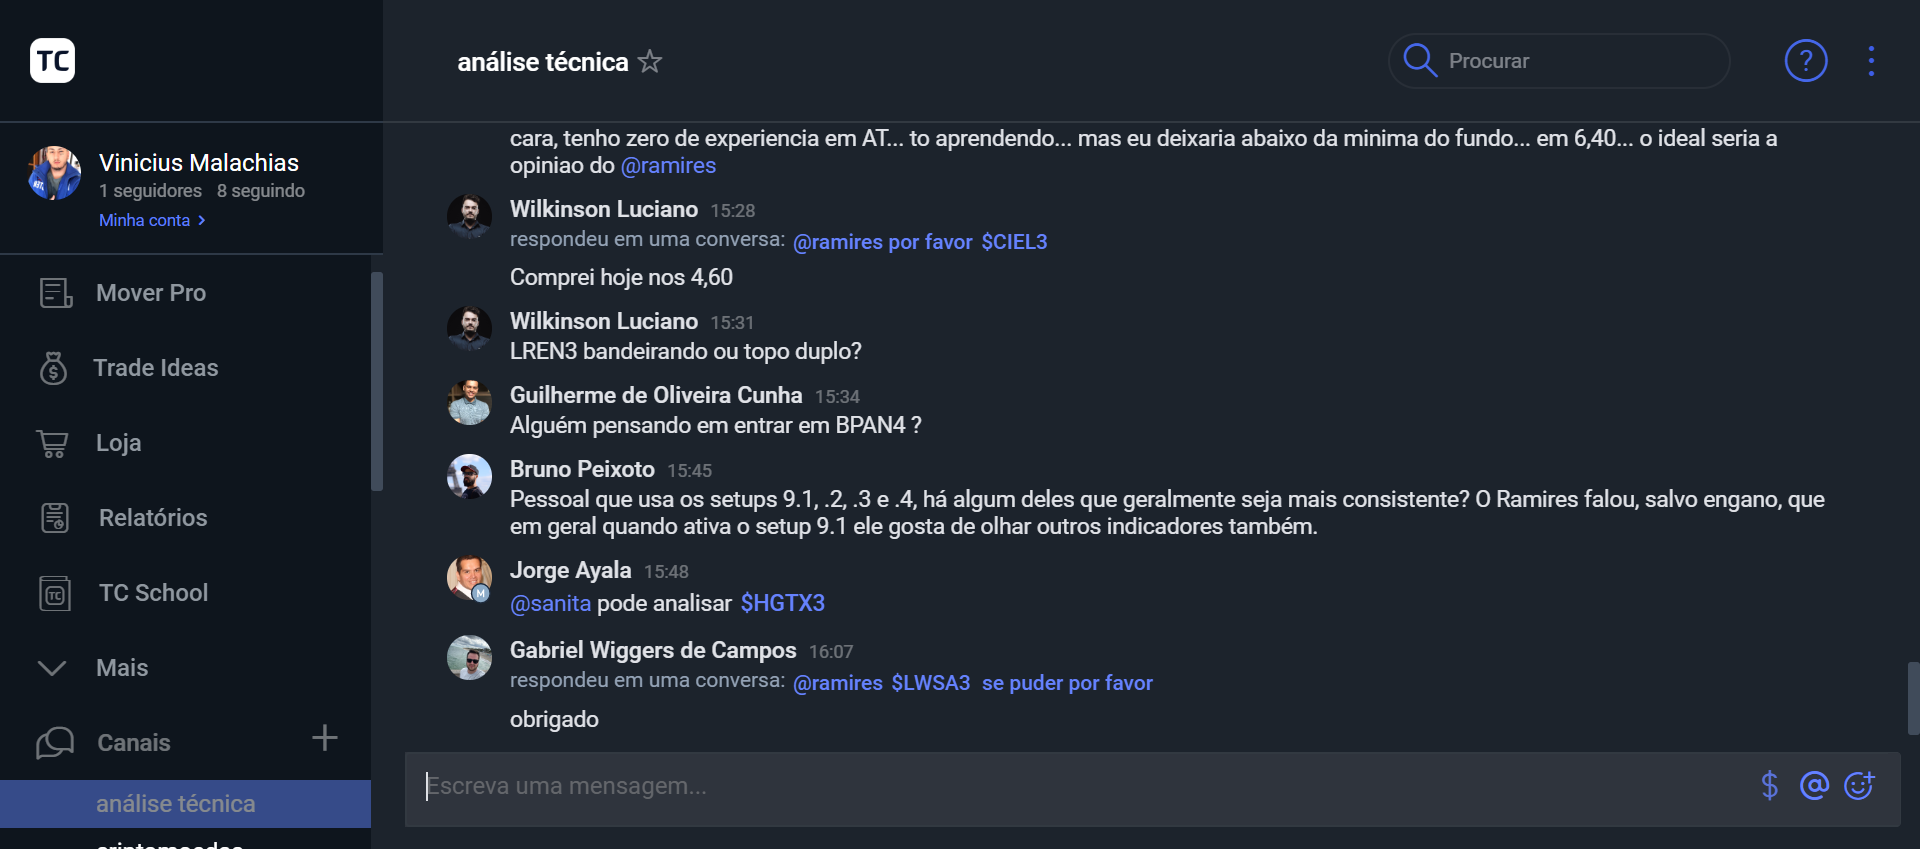 TC
Vinicius Malachias
1 seguidores 8 seguindo
Minha conta >
Mover Pro
Trade Ideas
Loja
Relatórios
TC School
Mais
Canais
análise técnica
criptomoedas
análise técnica
Procurar
?
cara, tenho zero de experiencia em AT... to aprendendo... mas eu deixaria abaixo da minima do fundo... em 6,40... o ideal seria a
opiniao do @ramires
Wilkinson Luciano 15:28
respondeu em uma conversa: @ramires por favor $CIEL3
Comprei hoje nos 4,60
Wilkinson Luciano 15:31
LREN3 bandeirando ou topo duplo?
Guilherme de Oliveira Cunha 15:34
Alguém pensando em entrar em BPAN4 ?
Bruno Peixoto 15:45
Pessoal que usa os setups 9.1, .2, .3 e .4, há algum deles que geralmente seja mais consistente? O Ramires falou, salvo engano, que
em geral quando ativa o setup 9.1 ele gosta de olhar outros indicadores também.
Jorge Ayala 15:48
M
@sanita pode analisar $HGTX3
Gabriel Wiggers de Campos 16:07
respondeu em uma conversa: @ramires $LWSA3 se puder por favor
obrigado
Escreva uma mensagem...
$ @